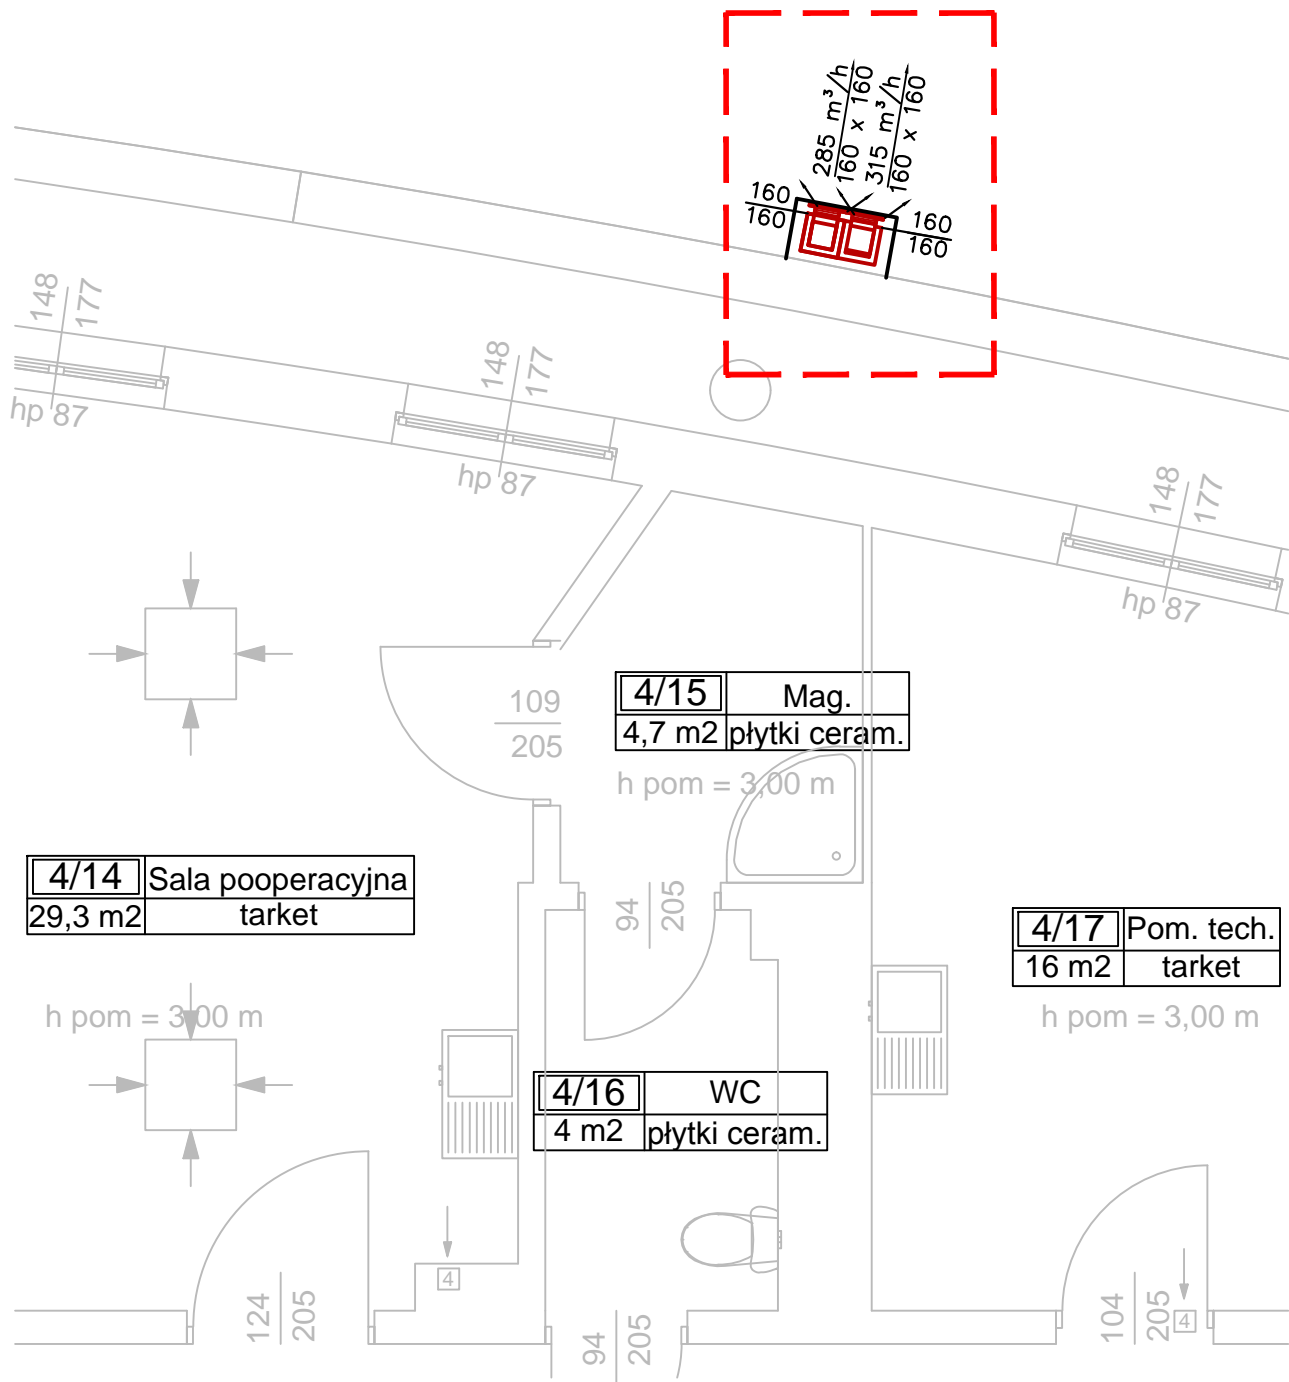 285 m³/h
160 x 160
315 m³/h
160 x 160
160
160
160
160
148
177
hp 87
148
177
hp 87
148
177
hp 87
109
205
4/15 Mag.
4,7 m2 płytki ceram.
h pom = 3,00 m
4/14 Sala pooperacyjna
29,3 m2 tarket
h pom = 3,00 m
94
205
4/17 Pom. tech.
16 m2 tarket
h pom = 3,00 m
4/16 WC
4 m2 płytki ceram.
4
124
205
94
205
104
205
4